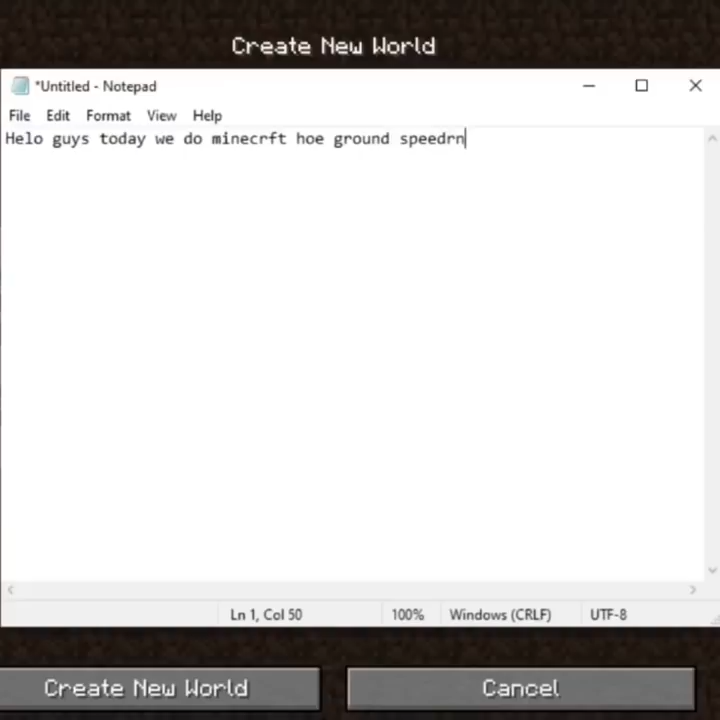 Create New World
*Untitled - Notepad
File Edit Format View Help
Helo guys today we do minecrft hoe ground speedrn
Ln 1, Col 50 100% Windows (CRLF) UTF-8
Create New World Cancel